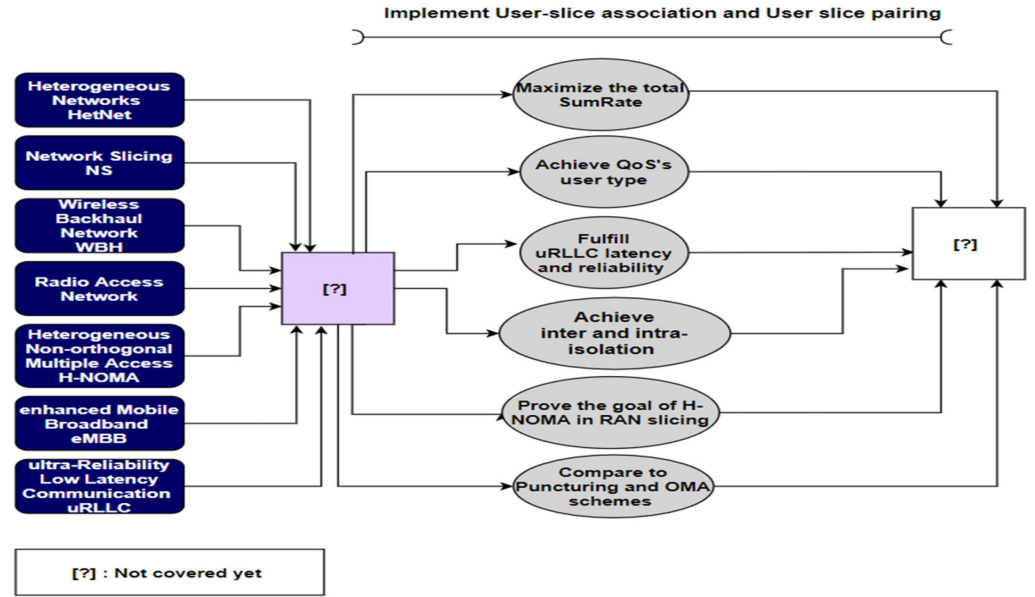 Implement User-slice association and User slice pairing
Heterogeneous
Networks
HetNet
Network Slicing
NS
Wireless
Backhaul
Network
WBH
Radio Access
Network
Heterogeneous
Non-orthogonal
Multiple Access
H-NOMA
enhanced Mobile
Broadband
eMBB
ultra-Reliability
Low Latency
Communication
uRLLC
[?]
Maximize the total
SumRate
Achieve QoS's
user type
Fulfill
uRLLC latency
and reliability
Achieve
inter and intra-
isolation
Prove the goal of H-
NOMA in RAN slicing
Compare to
Puncturing and OMA
schemes
[?]
[?] : Not covered yet